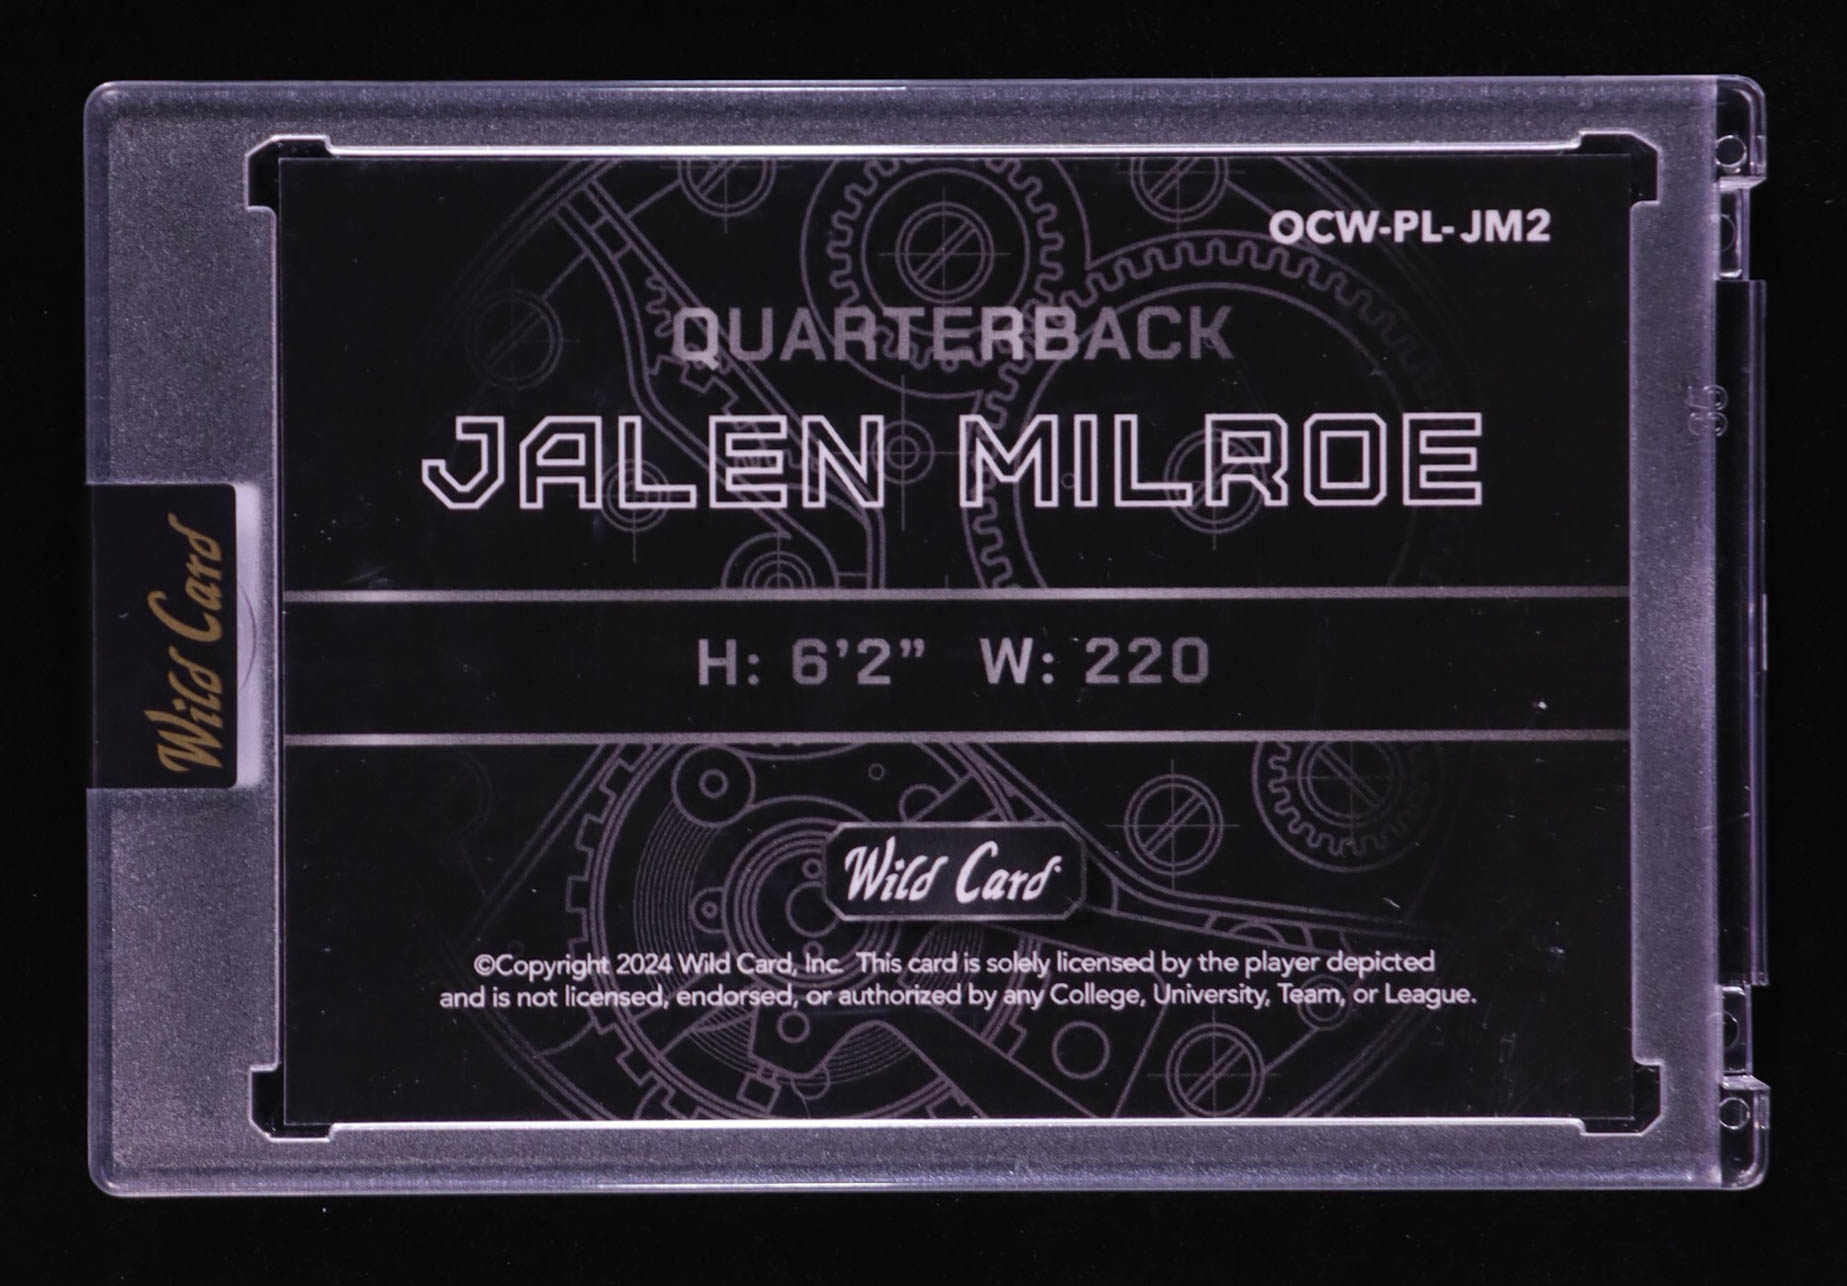 OCW-PL-JM2
QUARTERBACK
JALEN MILROE
H: 6'2” W: 220
Wild Card
Wild Card
©Copyright 2024 Wild Card, Inc. This card is solely licensed by the player depicted
and is not licensed, endorsed, or authorized by any College, University, Team, or League.
35